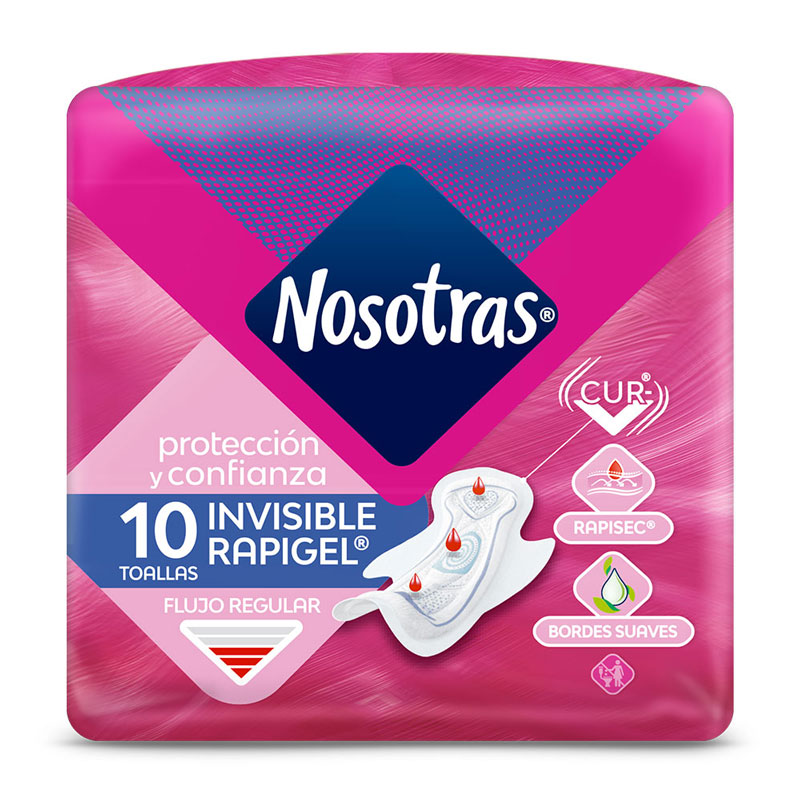 Nosotras®
CUR-®
protección
y confianza
10 TOALLAS
INVISIBLE
RAPIGEL®
FLUJO REGULAR
RAPISEC®
BORDES SUAVES